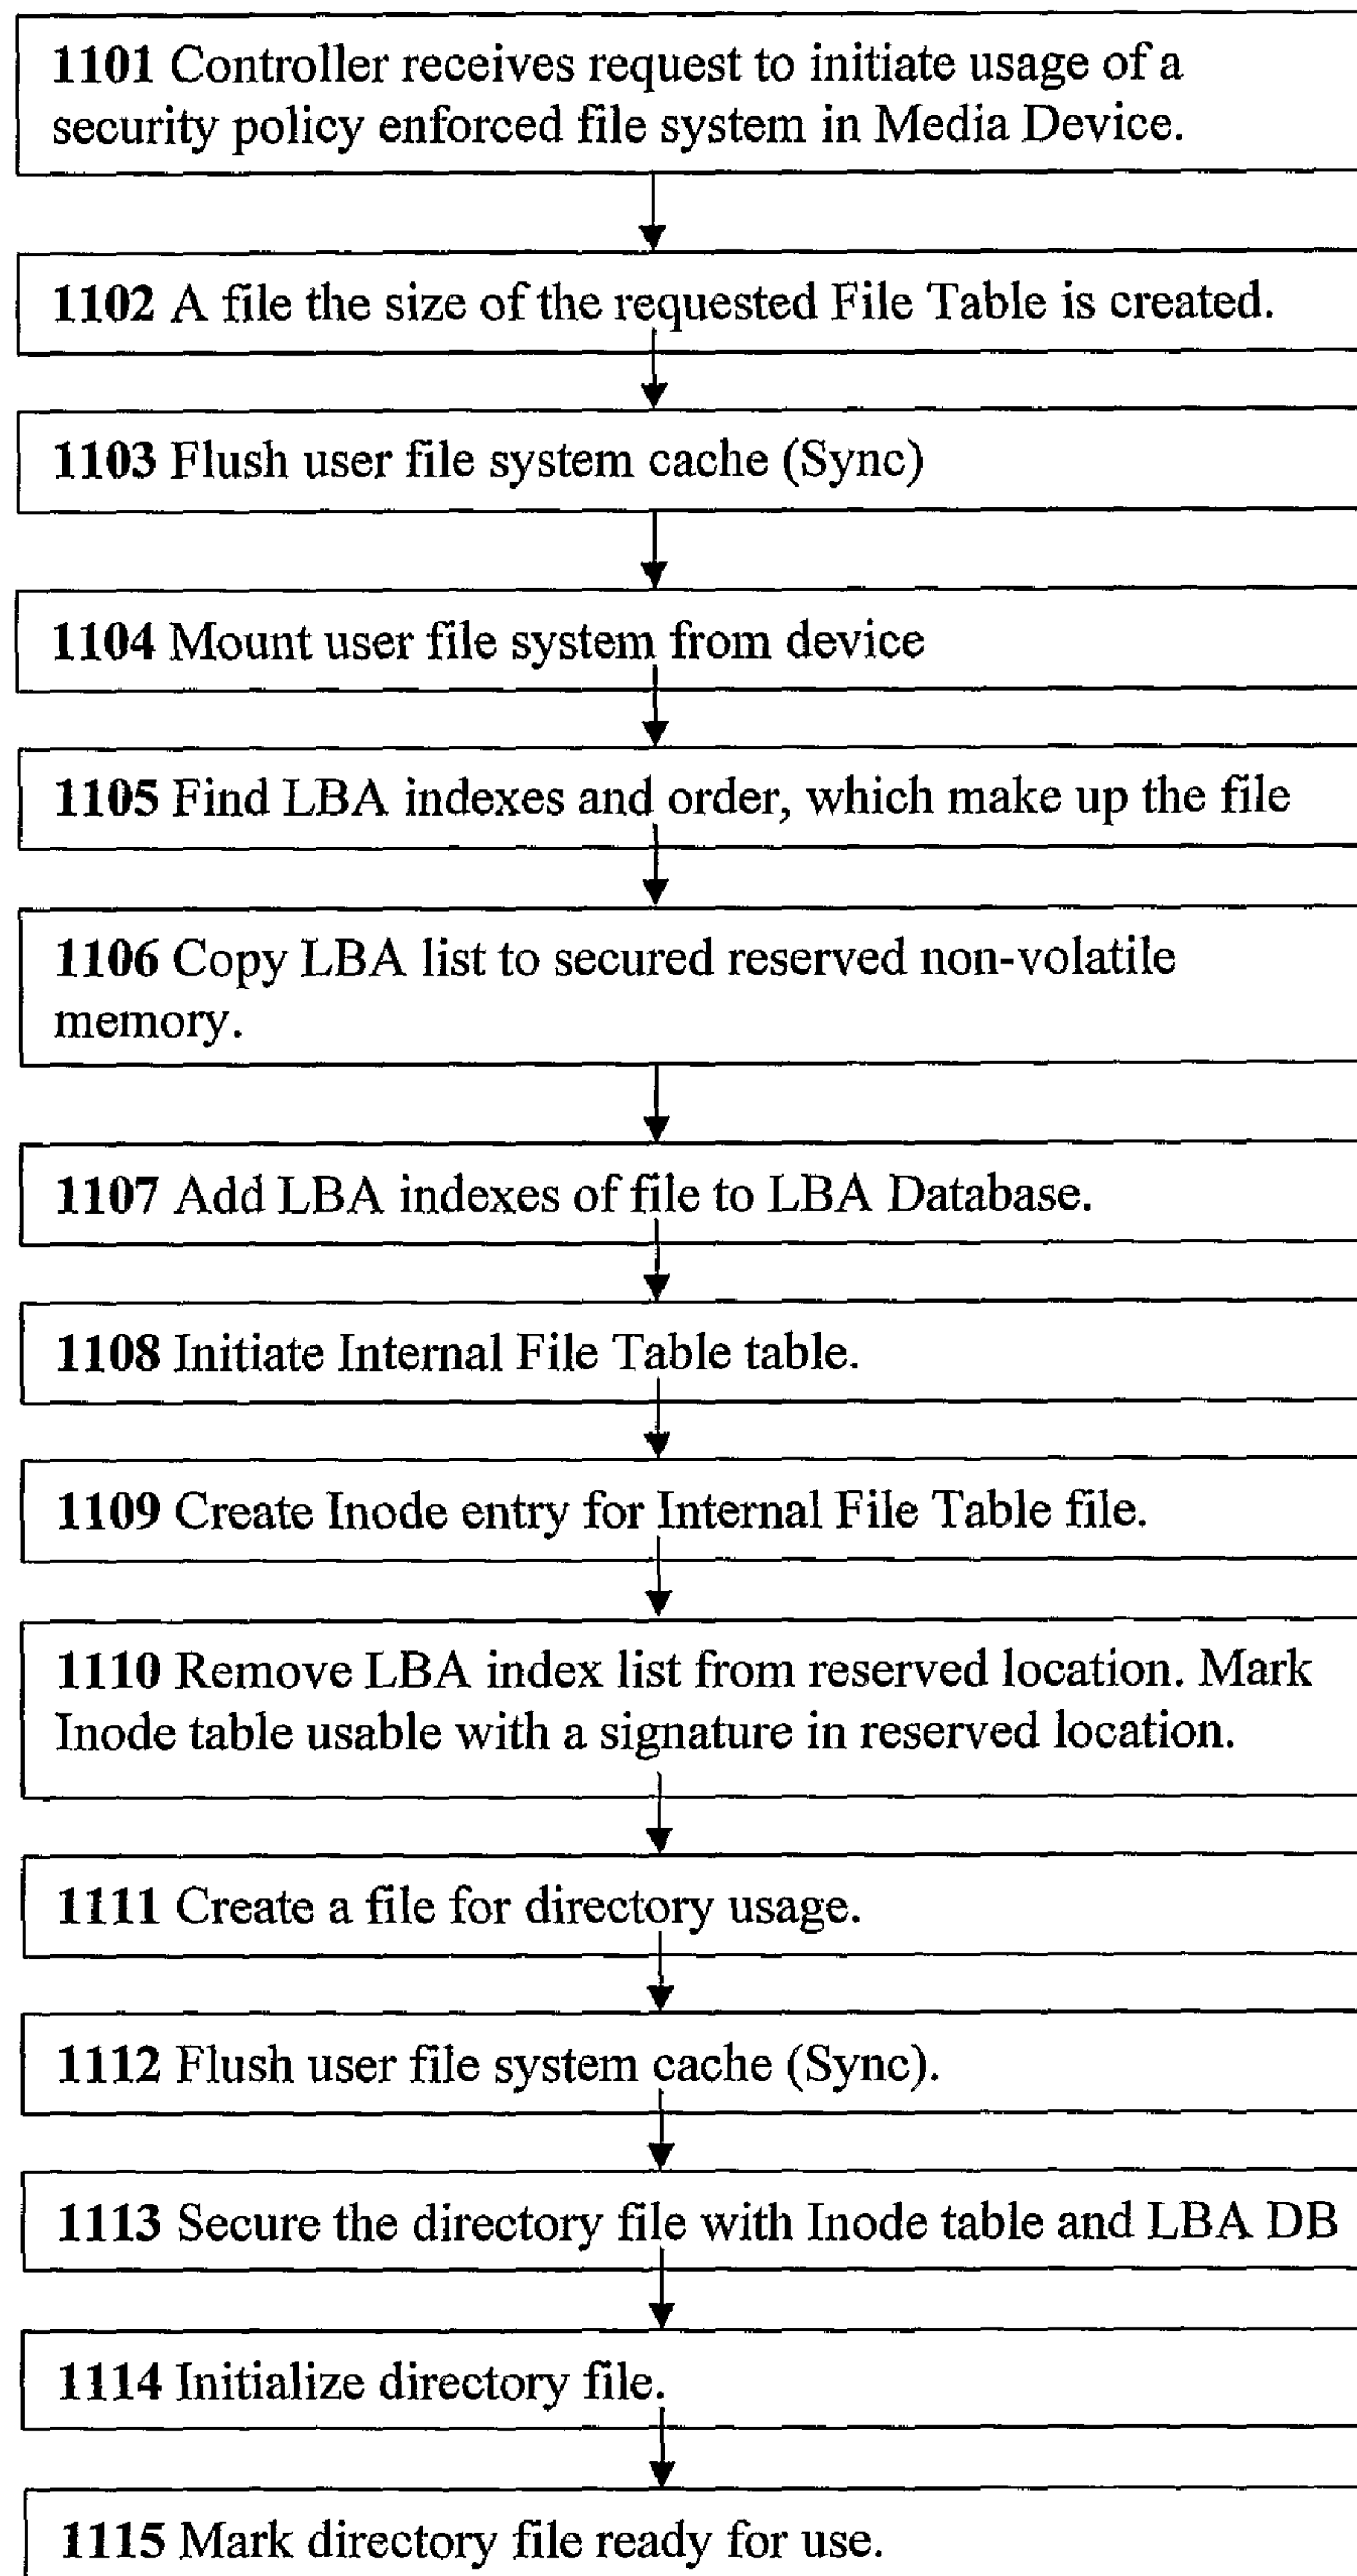 1101 Controller receives request to initiate usage of a
security policy enforced file system in Media Device.
1102 A file the size of the requested File Table is created.
1103 Flush user file system cache (Sync)
1104 Mount user file system from device
1105 Find LBA indexes and order, which make up the file
1106 Copy LBA list to secured reserved non-volatile
memory.
1107 Add LBA indexes of file to LBA Database.
1108 Initiate Internal File Table table.
1109 Create Inode entry for Internal File Table file.
1110 Remove LBA index list from reserved location. Mark
Inode table usable with a signature in reserved location.
1111 Create a file for directory usage.
1112 Flush user file system cache (Sync).
1113 Secure the directory file with Inode table and LBA DB
1114 Initialize directory file.
1115 Mark directory file ready for use.